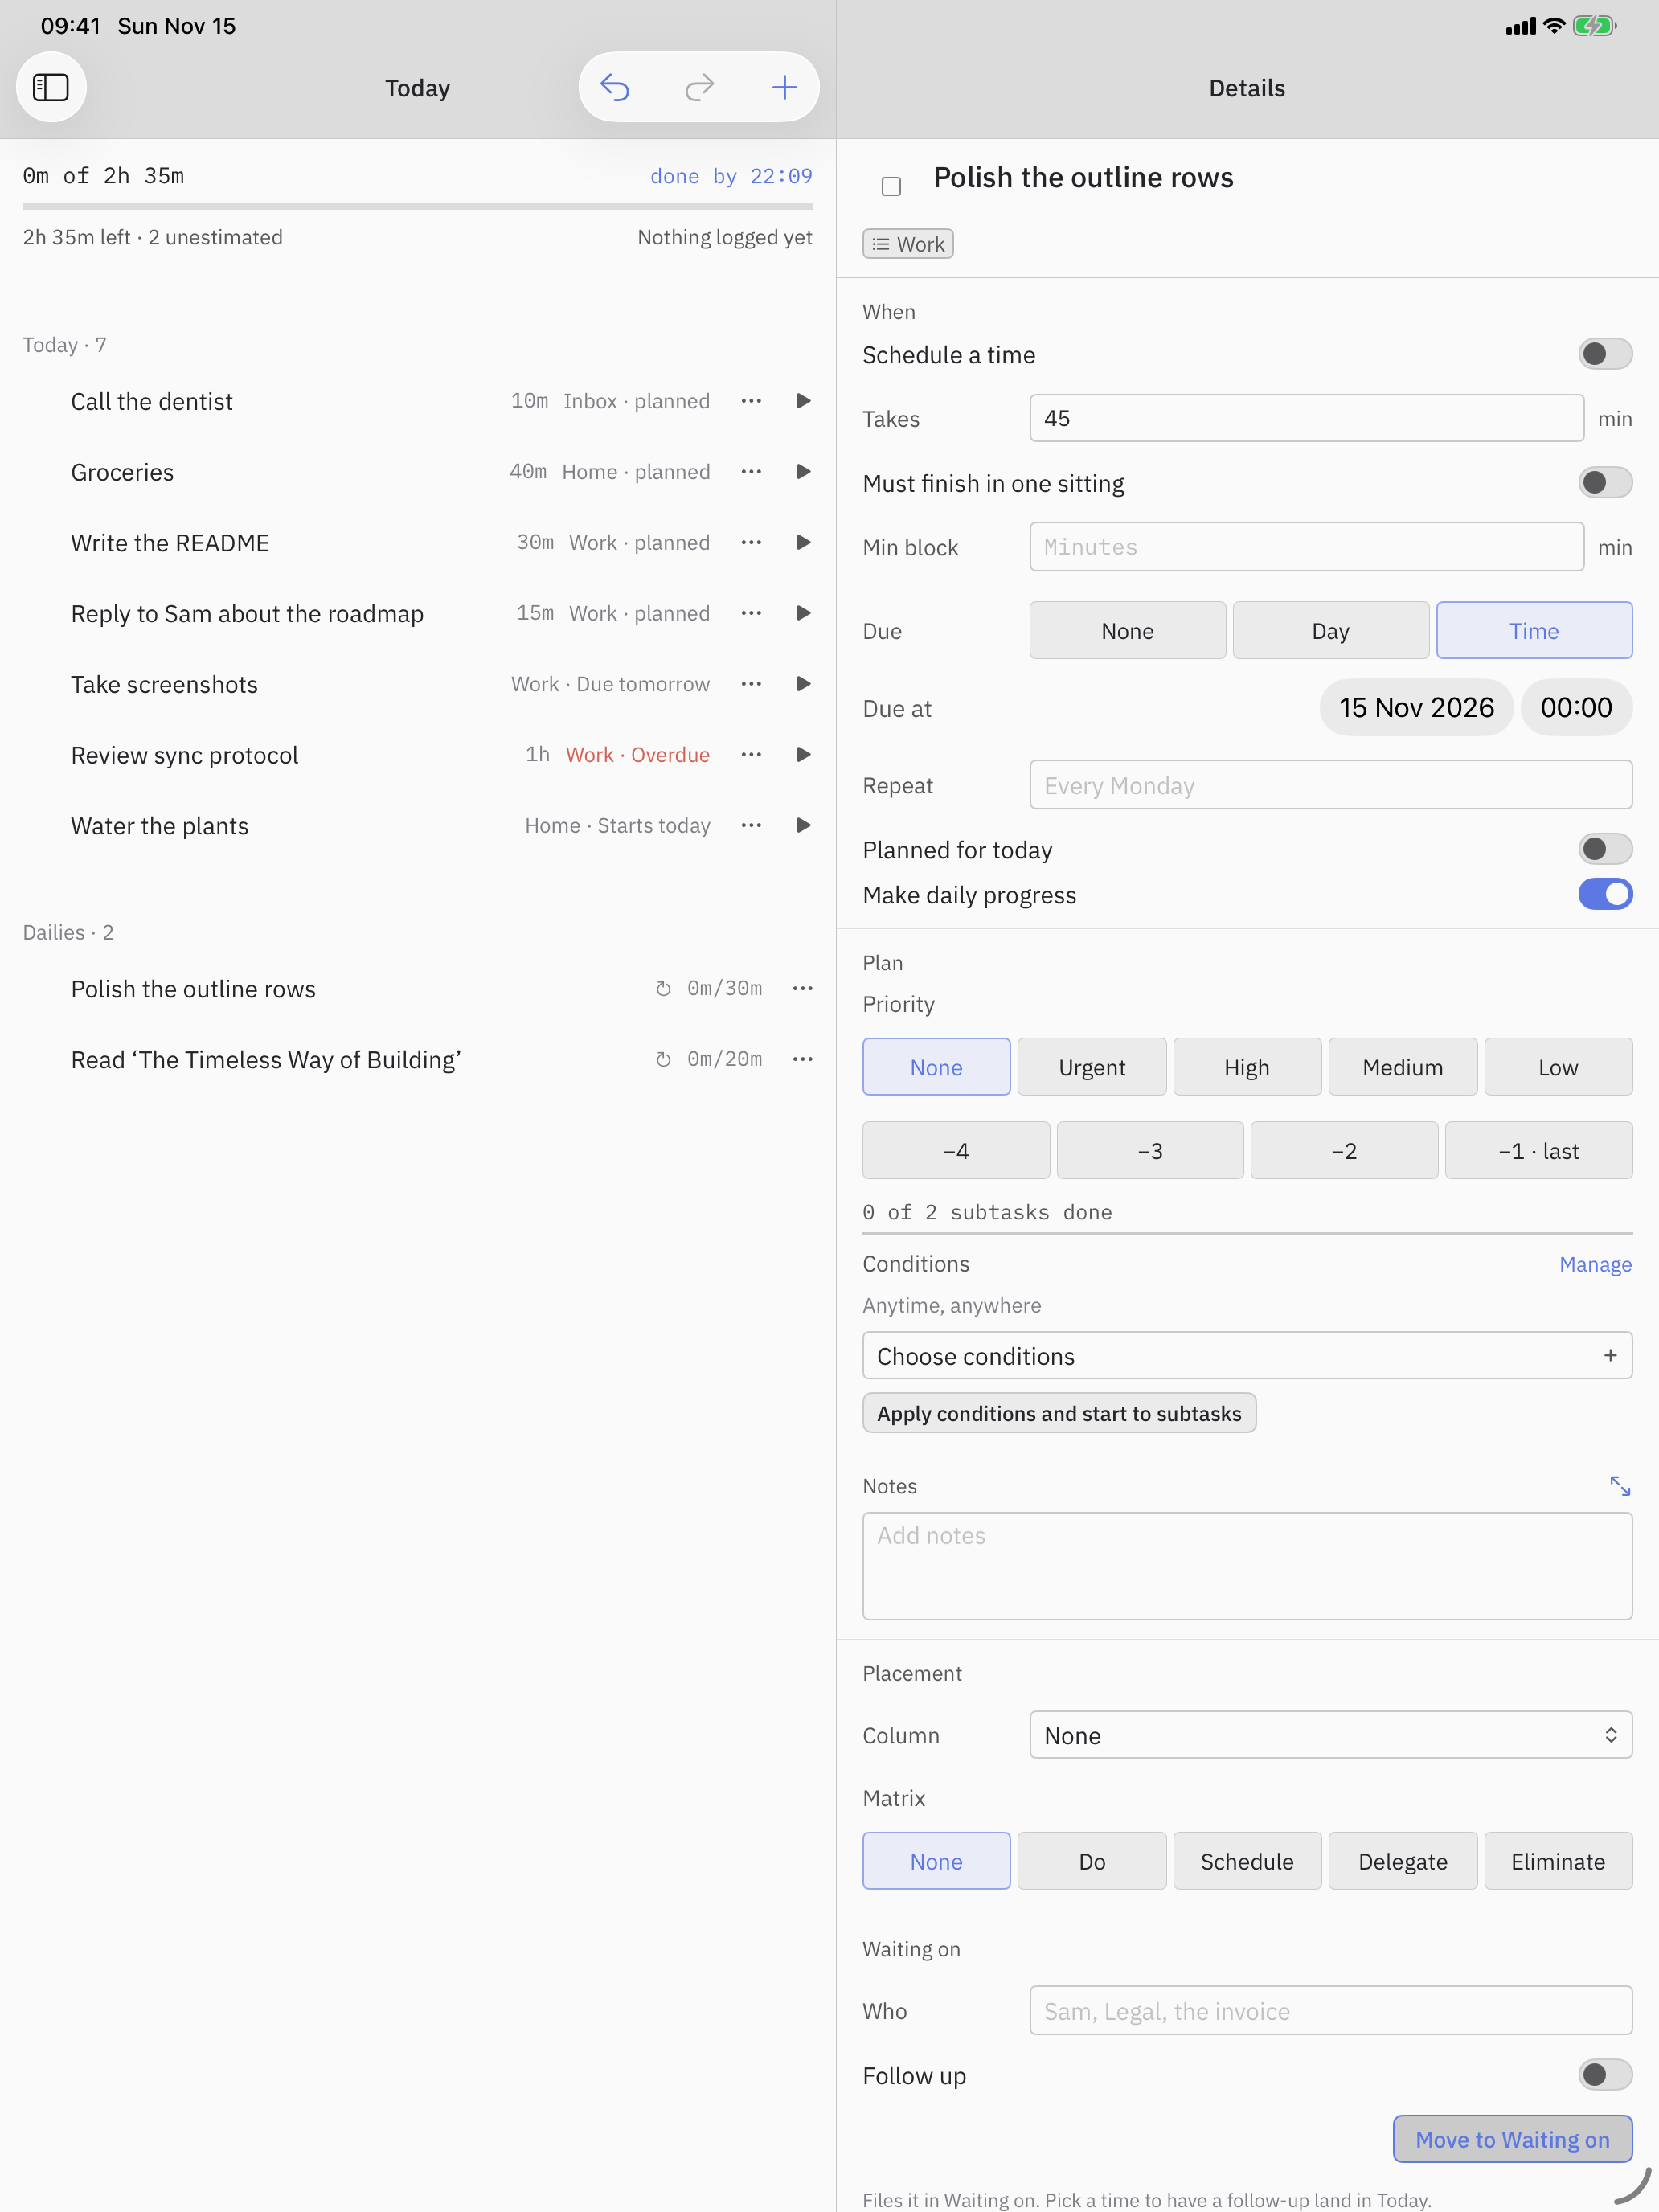 09:41 Sun Nov 15
Today
0m of 2h 35m done by 22:09
2h 35m left · 2 unestimated Nothing logged yet
Today · 7
Call the dentist 10m Inbox · planned
Groceries 40m Home · planned
Write the README 30m Work · planned
Reply to Sam about the roadmap 15m Work · planned
Take screenshots Work · Due tomorrow
Review sync protocol 1h Work · Overdue
Water the plants Home · Starts today
Dailies · 2
Polish the outline rows 0m/30m
Read ‘The Timeless Way of Building’ 0m/20m
Details
Polish the outline rows
Work
When
Schedule a time
Takes 45 min
Must finish in one sitting
Min block Minutes min
Due None Day Time
Due at 15 Nov 2026 00:00
Repeat Every Monday
Planned for today
Make daily progress
Plan
Priority
None Urgent High Medium Low
−4 −3 −2 −1 · last
0 of 2 subtasks done
Conditions Manage
Anytime, anywhere
Choose conditions +
Apply conditions and start to subtasks
Notes
Add notes
Placement
Column None
Matrix
None Do Schedule Delegate Eliminate
Waiting on
Who Sam, Legal, the invoice
Follow up
Move to Waiting on
Files it in Waiting on. Pick a time to have a follow-up land in Today.